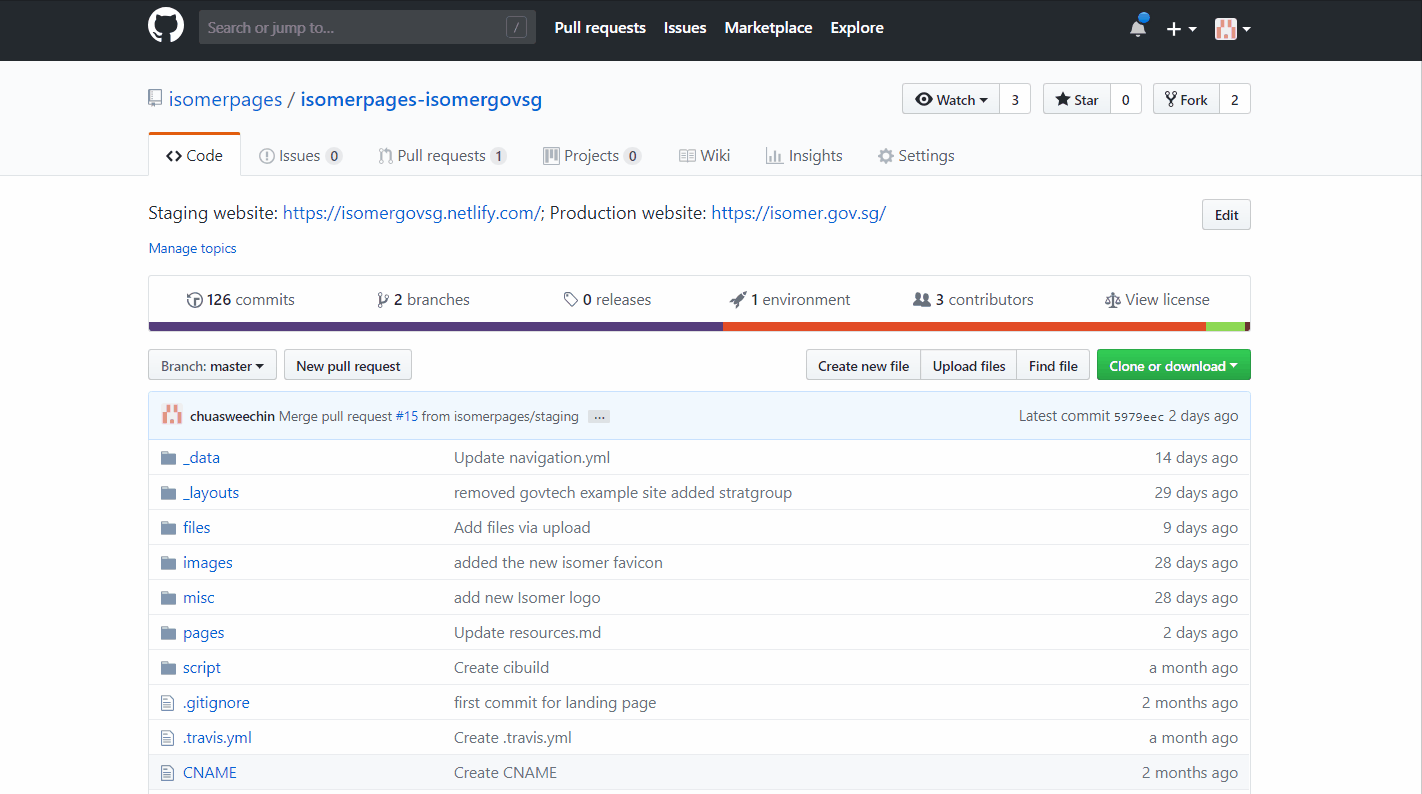 Search or jump to... / Pull requests Issues Marketplace Explore
isomerpages / isomerpages-isomergovsg Watch 3 Star 0 Fork 2
Code Issues 0 Pull requests 1 Projects 0 Wiki Insights Settings
Staging website: https://isomergovsg.netlify.com/; Production website: https://isomer.gov.sg/ Edit
Manage topics
126 commits 2 branches 0 releases 1 environment 3 contributors View license
Branch: master New pull request Create new file Upload files Find file Clone or download
chuasweechin Merge pull request #15 from isomerpages/staging ... Latest commit 5979eec 2 days ago
_data Update navigation.yml 14 days ago
_layouts removed govtech example site added stratgroup 29 days ago
files Add files via upload 9 days ago
images added the new isomer favicon 28 days ago
misc add new Isomer logo 28 days ago
pages Update resources.md 2 days ago
script Create cibuild a month ago
.gitignore first commit for landing page 2 months ago
.travis.yml Create .travis.yml a month ago
CNAME Create CNAME 2 months ago